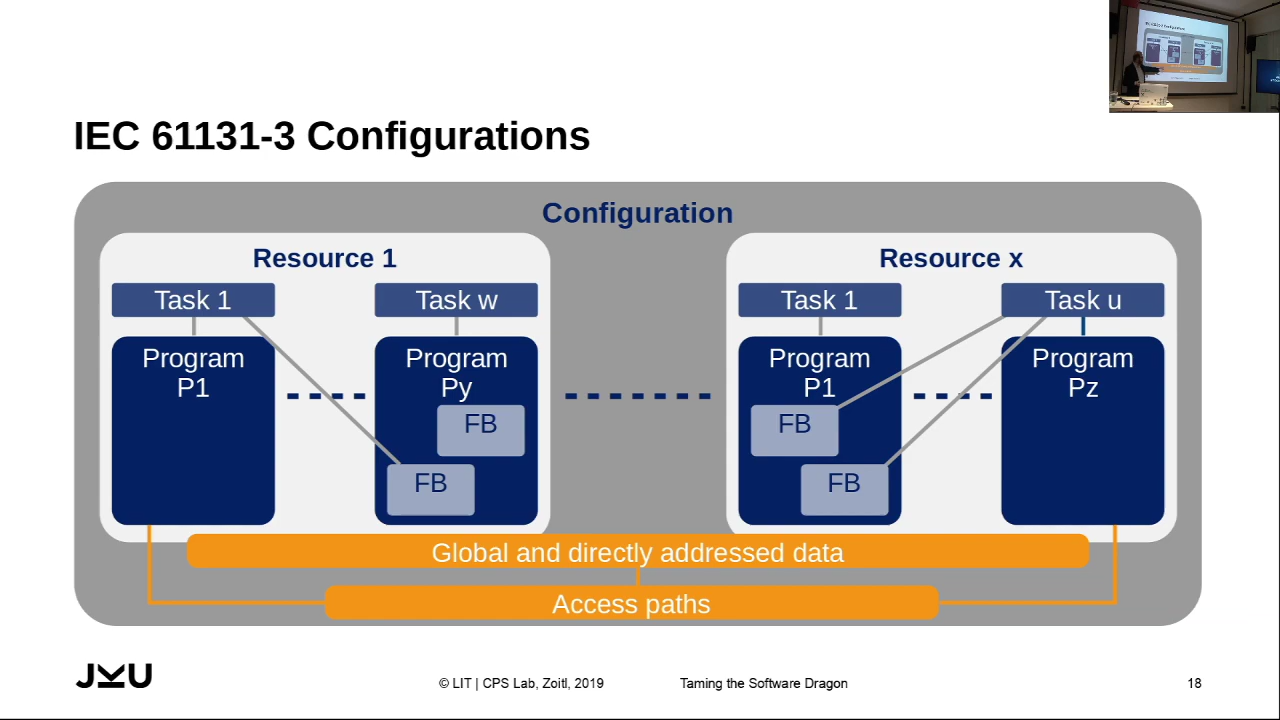 IEC 61131-3 Configurations
Configuration
Resource 1
Task 1
Task w
Program
P1
Program
Py
FB
FB
Resource x
Task 1
Task u
Program
P1
FB
FB
Program
Pz
Global and directly addressed data
Access paths
JKU
© LIT | CPS Lab, Zoitl, 2019
Taming the Software Dragon
18